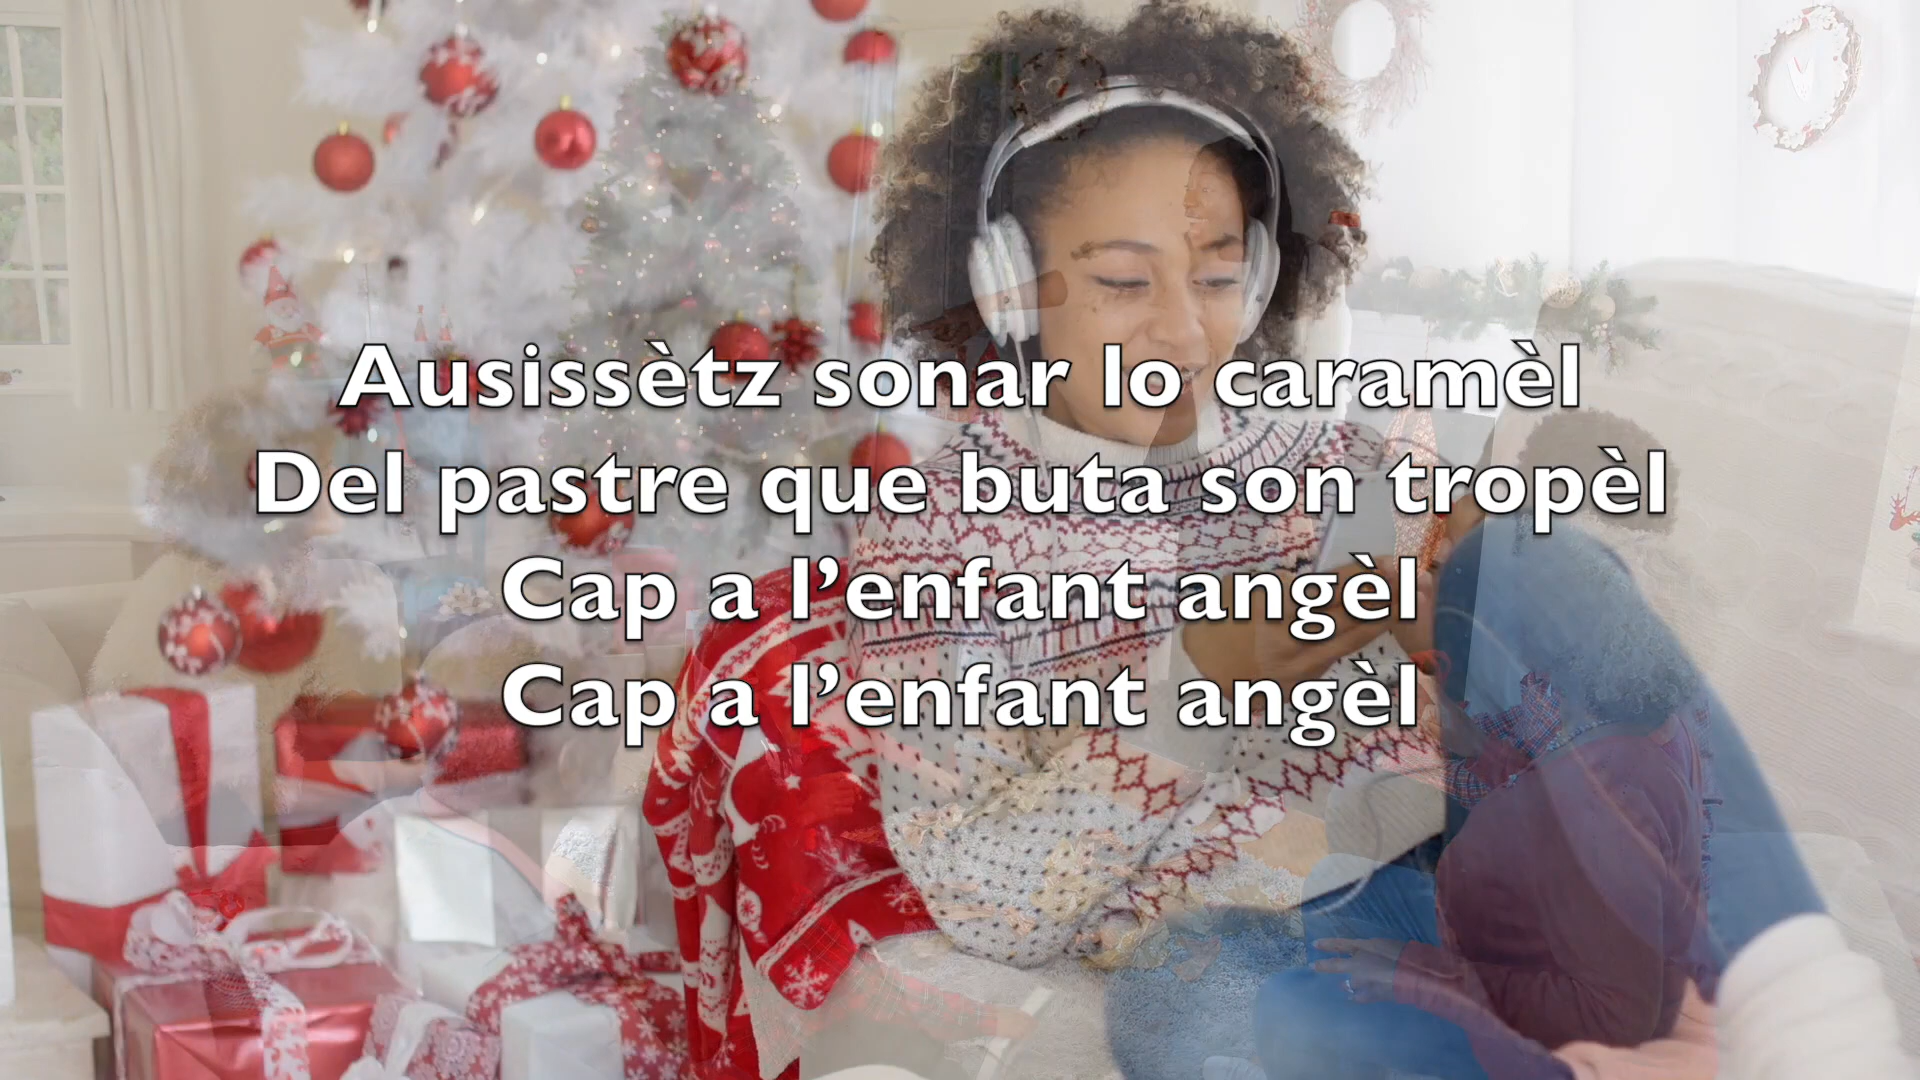 Ausissètz sonar lo caramèl
Del pastre que buta son tropèl
Cap a l’enfant angèl
Cap a l’enfant angèl